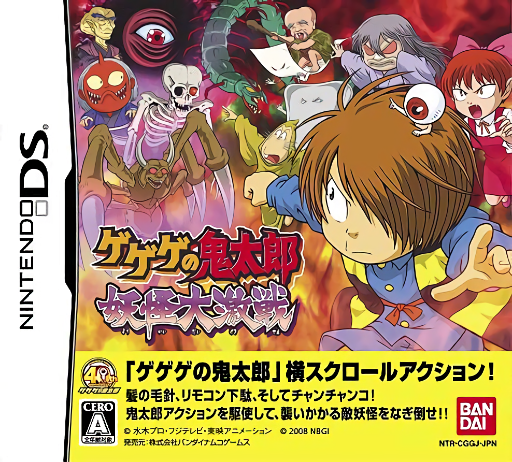 NINTENDO DS™
ゲゲゲの鬼太郎
妖怪大激戦
「ゲゲゲの鬼太郎」横スクロールアクション!
髪の毛針、リモコン下駄、そしてチャンチャンコ!
鬼太郎アクションを駆使して、襲いかかる敵妖怪をなぎ倒せ!!
CERO
A
全年齢対象
© 水木プロ・フジテレビ・東映アニメーション © 2008 NBGI
発売元:株式会社バンダイナムコゲームス
BAN
DAI
NTR-CGGJ-JPN